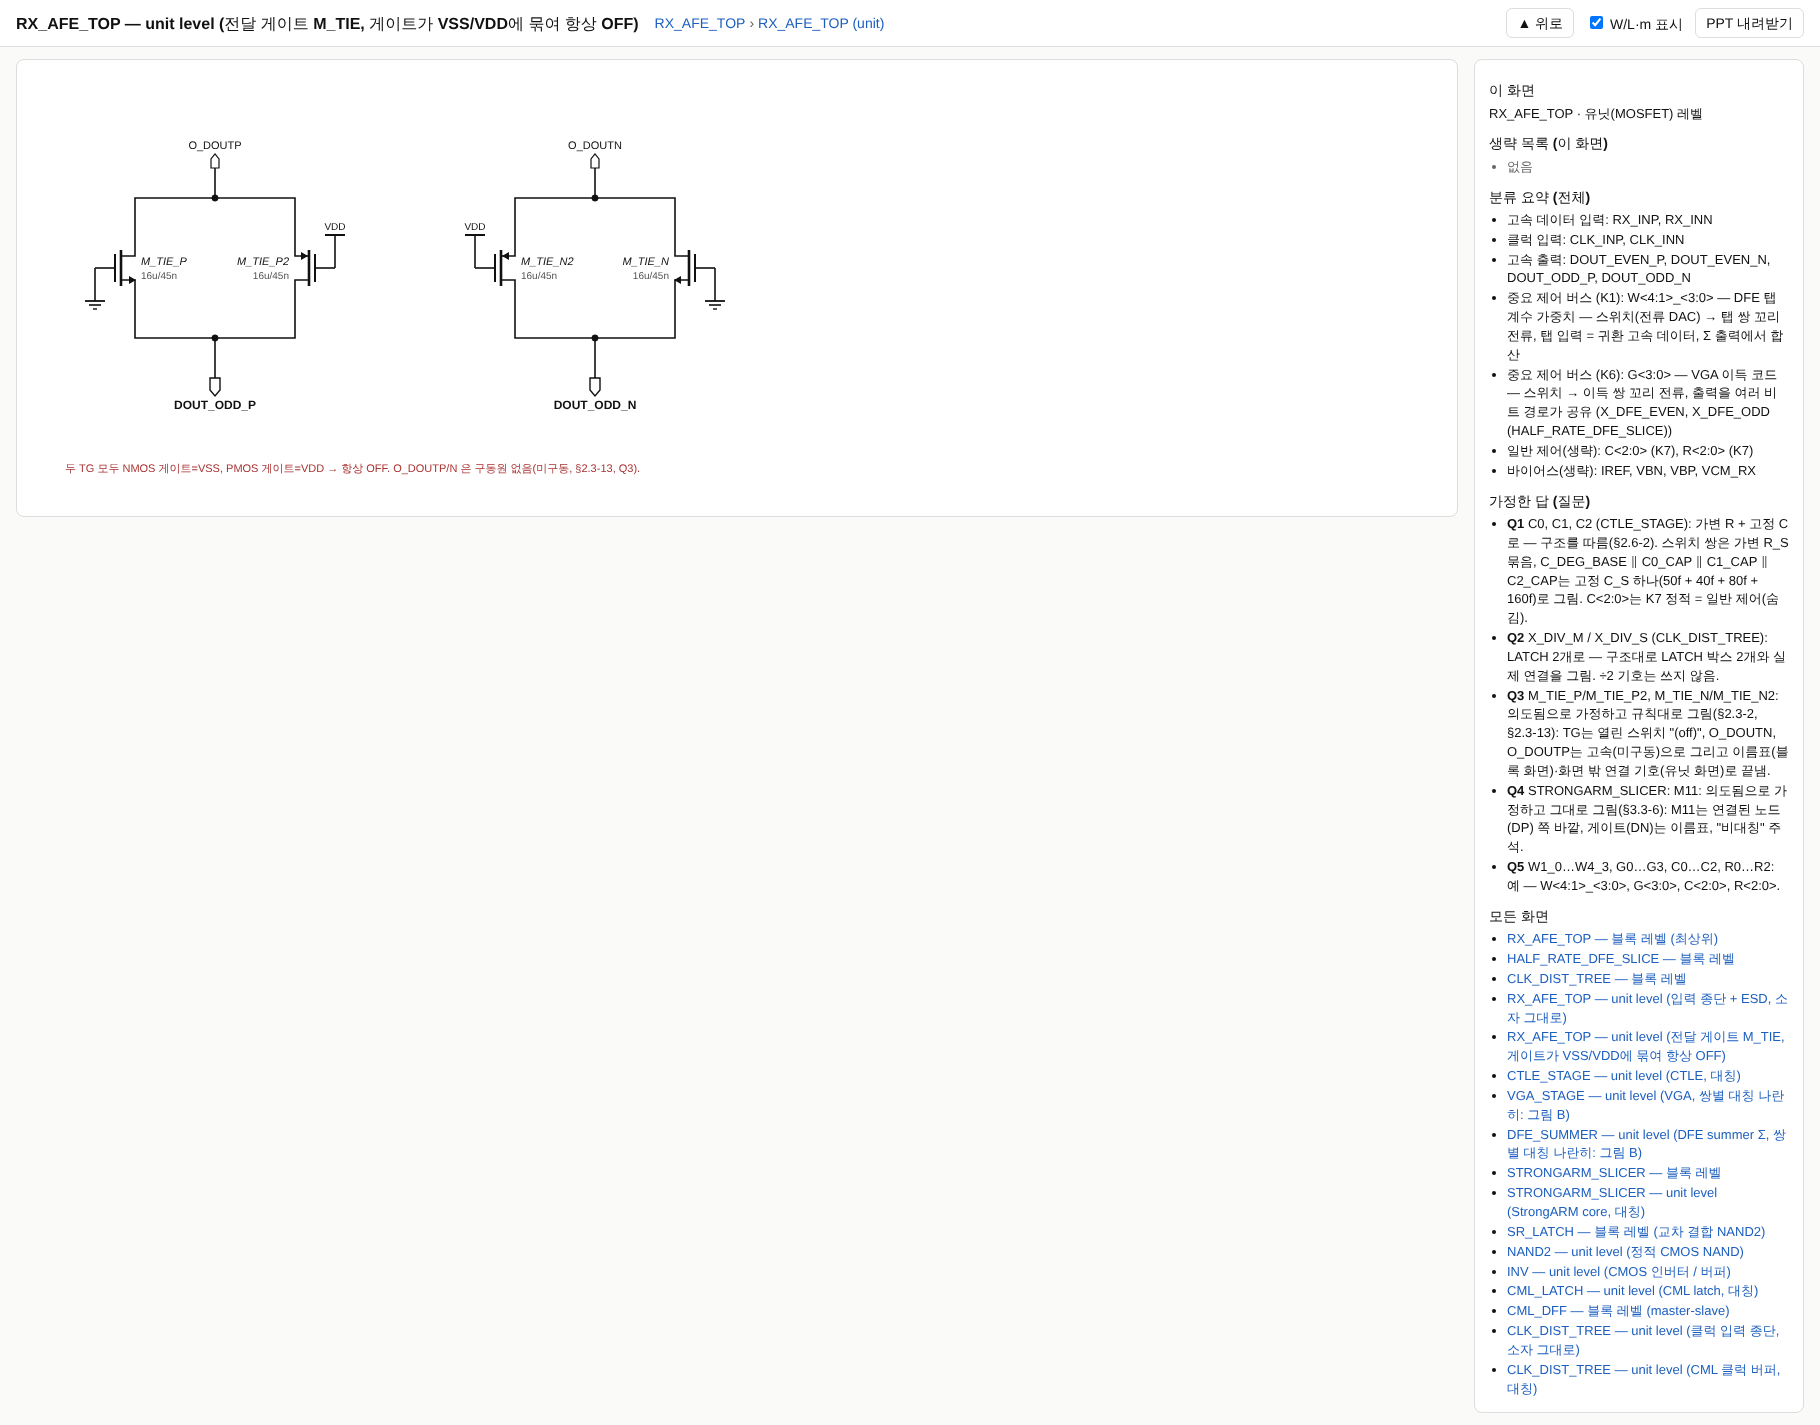 RX_AFE_TOP — unit level (전달 게이트 M_TIE, 게이트가 VSS/VDD에 묶여 항상 OFF)
RX_AFE_TOP › RX_AFE_TOP (unit)
▲ 위로
W/L·m 표시
PPT 내려받기
O_DOUTP
VDD
M_TIE_P
16u/45n
M_TIE_P2
16u/45n
DOUT_ODD_P
O_DOUTN
VDD
M_TIE_N2
16u/45n
M_TIE_N
16u/45n
DOUT_ODD_N
두 TG 모두 NMOS 게이트=VSS, PMOS 게이트=VDD → 항상 OFF. O_DOUTP/N 은 구동원 없음(미구동, §2.3-13, Q3).
이 화면
RX_AFE_TOP · 유닛(MOSFET) 레벨
생략 목록 (이 화면)
• 없음
분류 요약 (전체)
• 고속 데이터 입력: RX_INP, RX_INN
• 클럭 입력: CLK_INP, CLK_INN
• 고속 출력: DOUT_EVEN_P, DOUT_EVEN_N,
DOUT_ODD_P, DOUT_ODD_N
• 중요 제어 버스 (K1): W<4:1>_<3:0> — DFE 탭
계수 가중치 — 스위치(전류 DAC) → 탭 쌍 꼬리
전류, 탭 입력 = 귀환 고속 데이터, Σ 출력에서 합
산
• 중요 제어 버스 (K6): G<3:0> — VGA 이득 코드
— 스위치 → 이득 쌍 꼬리 전류, 출력을 여러 비
트 경로가 공유 (X_DFE_EVEN, X_DFE_ODD
(HALF_RATE_DFE_SLICE))
• 일반 제어(생략): C<2:0> (K7), R<2:0> (K7)
• 바이어스(생략): IREF, VBN, VBP, VCM_RX
가정한 답 (질문)
• Q1 C0, C1, C2 (CTLE_STAGE): 가변 R + 고정 C
로 — 구조를 따름(§2.6-2). 스위치 쌍은 가변 R_S
묶음, C_DEG_BASE ∥ C0_CAP ∥ C1_CAP ∥
C2_CAP는 고정 C_S 하나(50f + 40f + 80f +
160f)로 그림. C<2:0>는 K7 정적 = 일반 제어(숨
김).
• Q2 X_DIV_M / X_DIV_S (CLK_DIST_TREE):
LATCH 2개로 — 구조대로 LATCH 박스 2개와 실
제 연결을 그림. ÷2 기호는 쓰지 않음.
• Q3 M_TIE_P/M_TIE_P2, M_TIE_N/M_TIE_N2:
의도됨으로 가정하고 규칙대로 그림(§2.3-2,
§2.3-13): TG는 열린 스위치 "(off)", O_DOUTN,
O_DOUTP는 고속(미구동)으로 그리고 이름표(블
록 화면)·화면 밖 연결 기호(유닛 화면)로 끝냄.
• Q4 STRONGARM_SLICER: M11: 의도됨으로 가
정하고 그대로 그림(§3.3-6): M11는 연결된 노드
(DP) 쪽 바깥, 게이트(DN)는 이름표, "비대칭" 주
석.
• Q5 W1_0…W4_3, G0…G3, C0…C2, R0…R2:
예 — W<4:1>_<3:0>, G<3:0>, C<2:0>, R<2:0>.
모든 화면
• RX_AFE_TOP — 블록 레벨 (최상위)
• HALF_RATE_DFE_SLICE — 블록 레벨
• CLK_DIST_TREE — 블록 레벨
• RX_AFE_TOP — unit level (입력 종단 + ESD, 소
자 그대로)
• RX_AFE_TOP — unit level (전달 게이트 M_TIE,
게이트가 VSS/VDD에 묶여 항상 OFF)
• CTLE_STAGE — unit level (CTLE, 대칭)
• VGA_STAGE — unit level (VGA, 쌍별 대칭 나란
히: 그림 B)
• DFE_SUMMER — unit level (DFE summer Σ, 쌍
별 대칭 나란히: 그림 B)
• STRONGARM_SLICER — 블록 레벨
• STRONGARM_SLICER — unit level
(StrongARM core, 대칭)
• SR_LATCH — 블록 레벨 (교차 결합 NAND2)
• NAND2 — unit level (정적 CMOS NAND)
• INV — unit level (CMOS 인버터 / 버퍼)
• CML_LATCH — unit level (CML latch, 대칭)
• CML_DFF — 블록 레벨 (master-slave)
• CLK_DIST_TREE — unit level (클럭 입력 종단,
소자 그대로)
• CLK_DIST_TREE — unit level (CML 클럭 버퍼,
대칭)